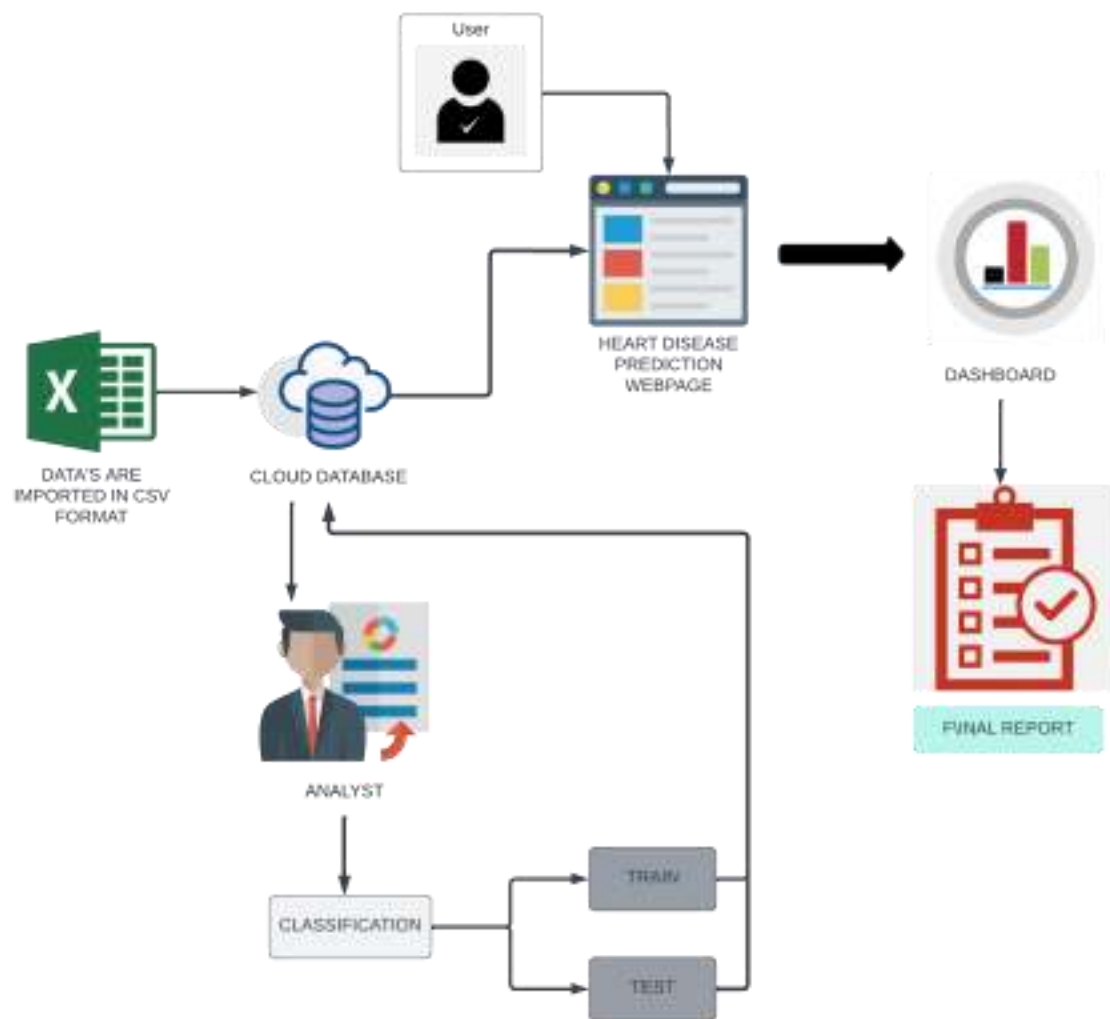 User
HEART DISEASE
PREDICTION
WEBPAGE
DASHBOARD
X
DATA'S ARE
IMPORTED IN CSV
FORMAT
CLOUD DATABASE
FVINAL REPORT
ANALYST
TRAIN
CLASSIFICATION
TEST